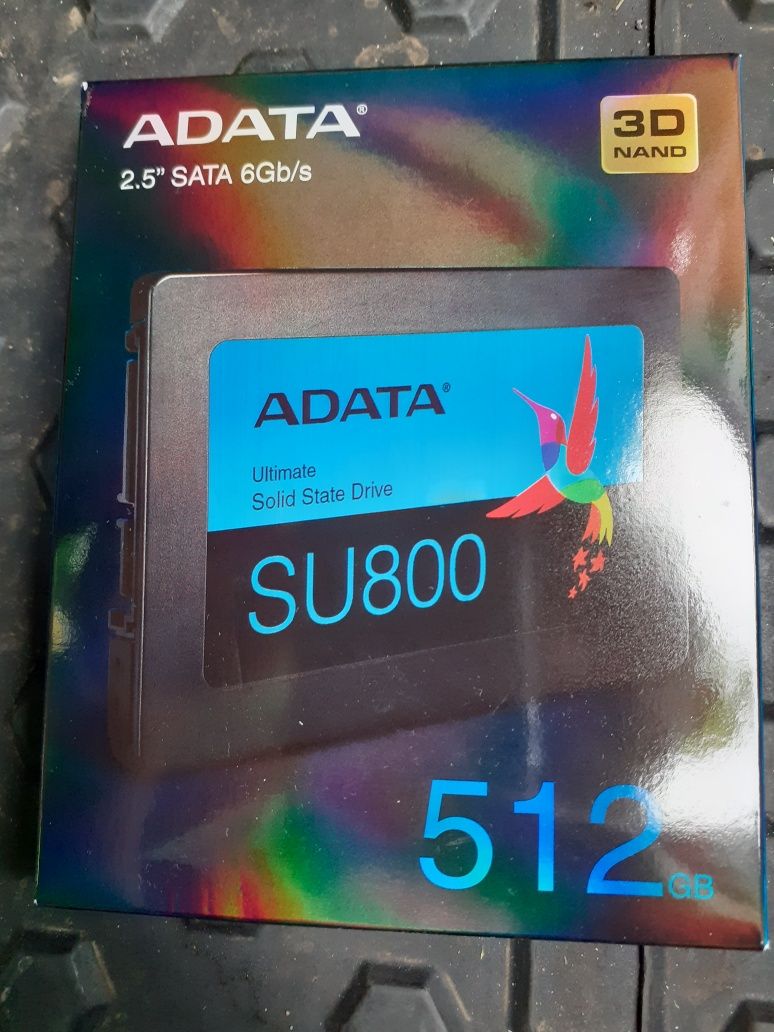 ADATA®
2.5” SATA 6Gb/s
3D
NAND
ADATA®
Ultimate
Solid State Drive
SU800
512GB